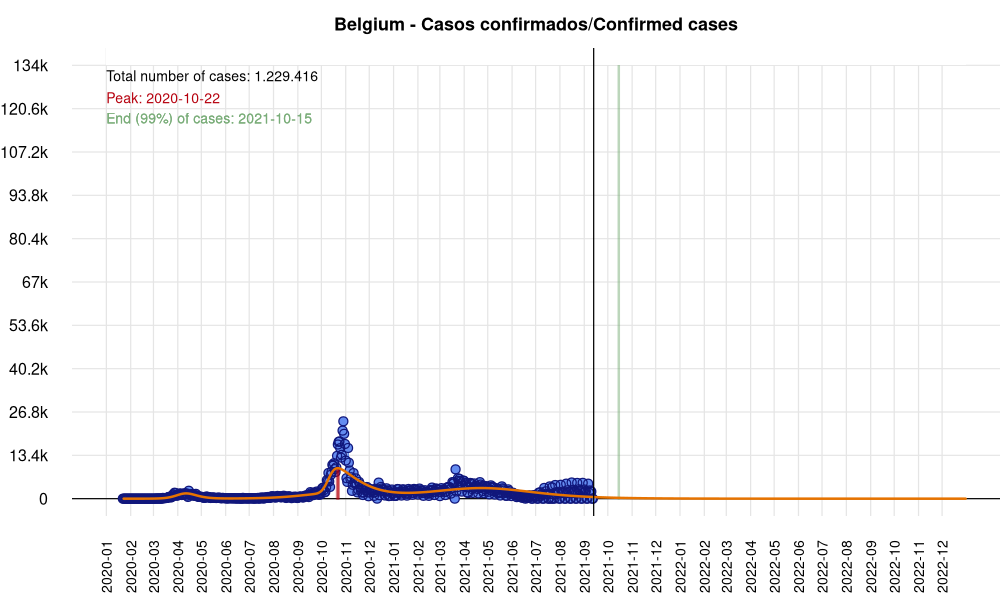 Belgium - Casos confirmados/Confirmed cases
Total number of cases: 1.229.416
Peak: 2020-10-22
End (99%) of cases: 2021-10-15
134k
120.6k
107.2k
93.8k
80.4k
67k
53.6k
40.2k
26.8k
13.4k
0
2020-01
2020-02
2020-03
2020-04
2020-05
2020-06
2020-07
2020-08
2020-09
2020-10
2020-11
2020-12
2021-01
2021-02
2021-03
2021-04
2021-05
2021-06
2021-07
2021-08
2021-09
2021-10
2021-11
2021-12
2022-01
2022-02
2022-03
2022-04
2022-05
2022-06
2022-07
2022-08
2022-09
2022-10
2022-11
2022-12